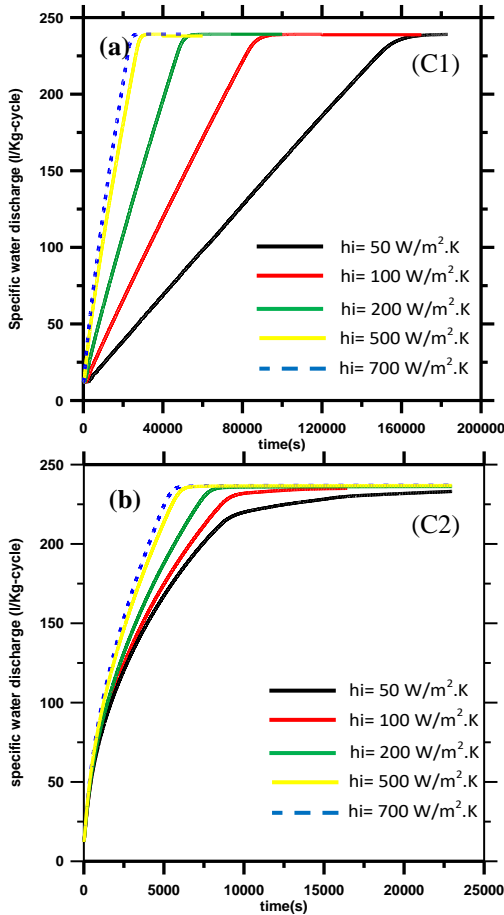 250
(a)
(C1)
200
150
100
50
0
Specific water discharge (l/Kg-cycle)
hi= 50 W/m².K
hi= 100 W/m².K
hi= 200 W/m².K
hi= 500 W/m².K
hi= 700 W/m².K
0 40000 80000 120000 160000 200000
time(s)
250
(b)
(C2)
200
150
100
50
0
specific water discharge (l/Kg-cycle)
hi= 50 W/m².K
hi= 100 W/m².K
hi= 200 W/m².K
hi= 500 W/m².K
hi= 700 W/m².K
0 5000 10000 15000 20000 25000
time(s)